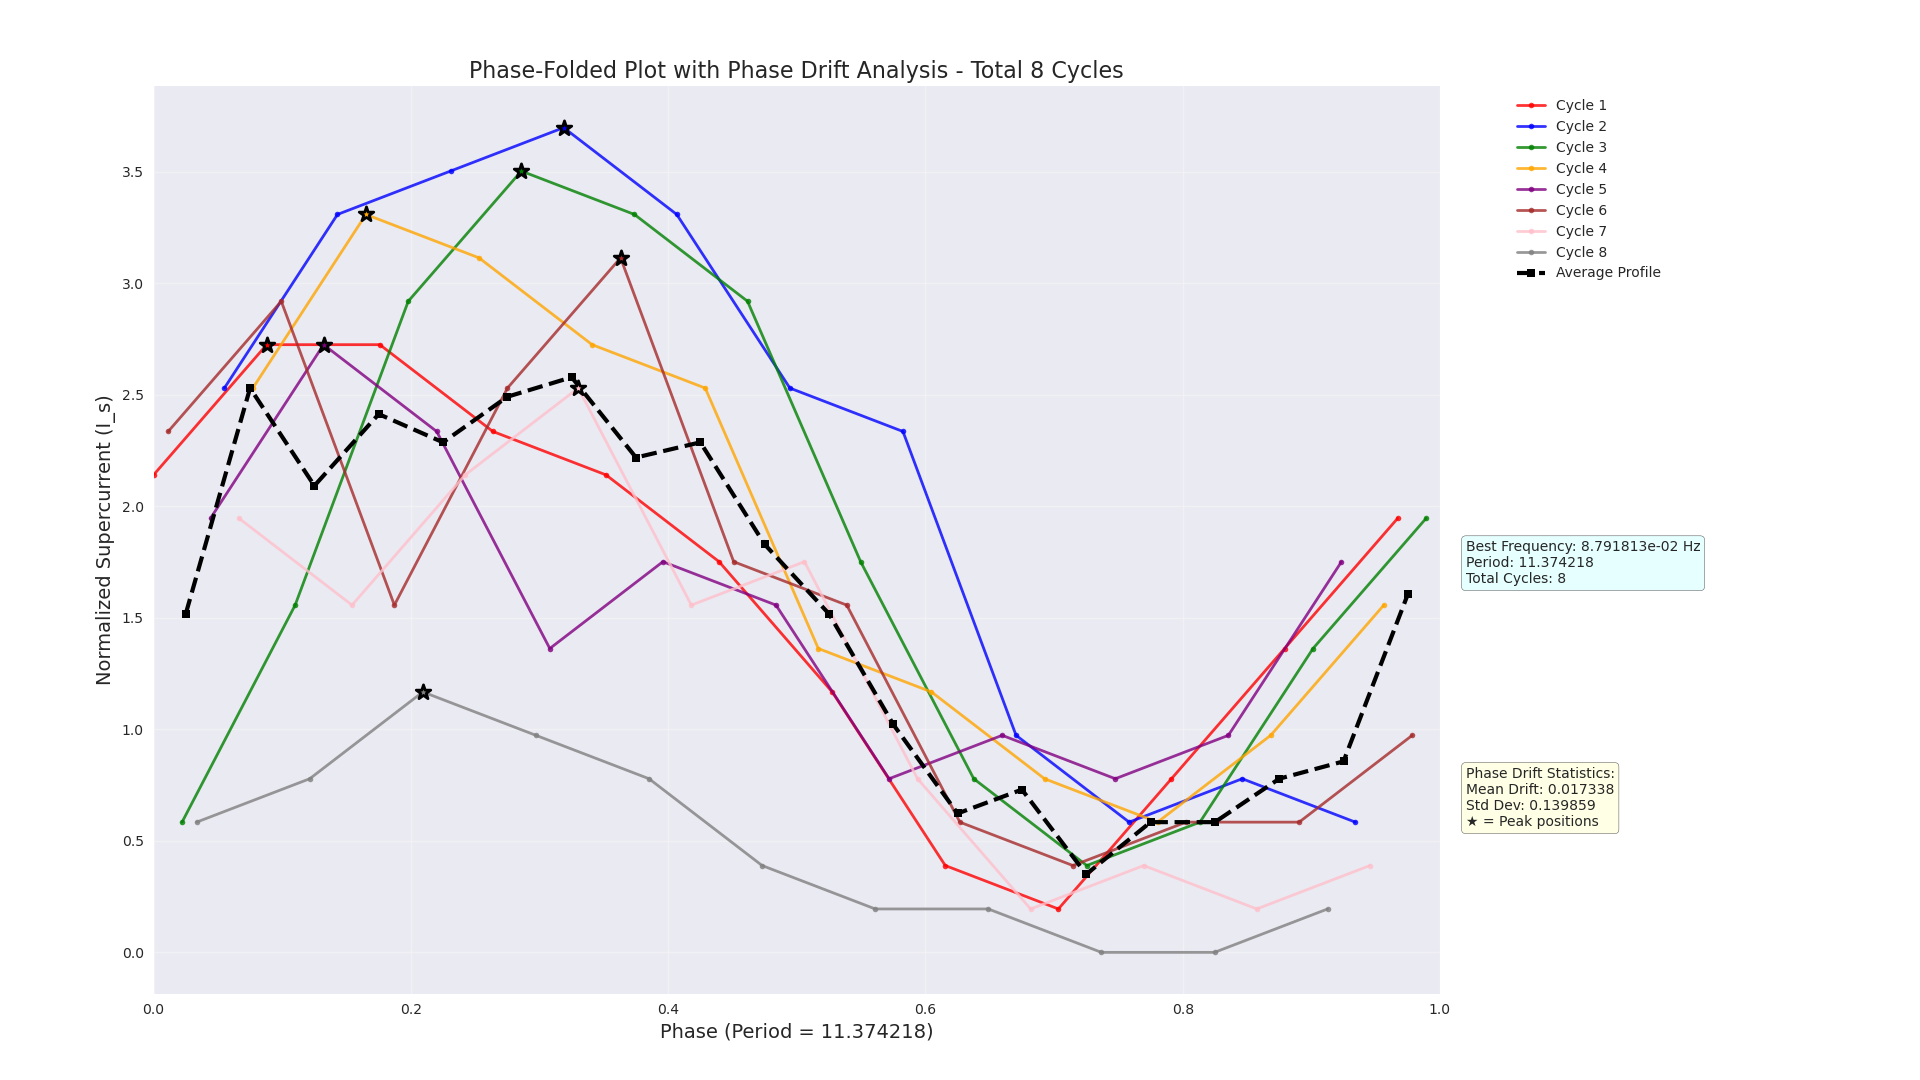 Phase-Folded Plot with Phase Drift Analysis - Total 8 Cycles
Normalized Supercurrent (I_s)
3.5
3.0
2.5
2.0
1.5
1.0
0.5
0.0
0.0
0.2
0.4
0.6
0.8
1.0
Phase (Period = 11.374218)
Cycle 1
Cycle 2
Cycle 3
Cycle 4
Cycle 5
Cycle 6
Cycle 7
Cycle 8
Average Profile
Best Frequency: 8.791813e-02 Hz
Period: 11.374218
Total Cycles: 8
Phase Drift Statistics:
Mean Drift: 0.017338
Std Dev: 0.139859
★ = Peak positions